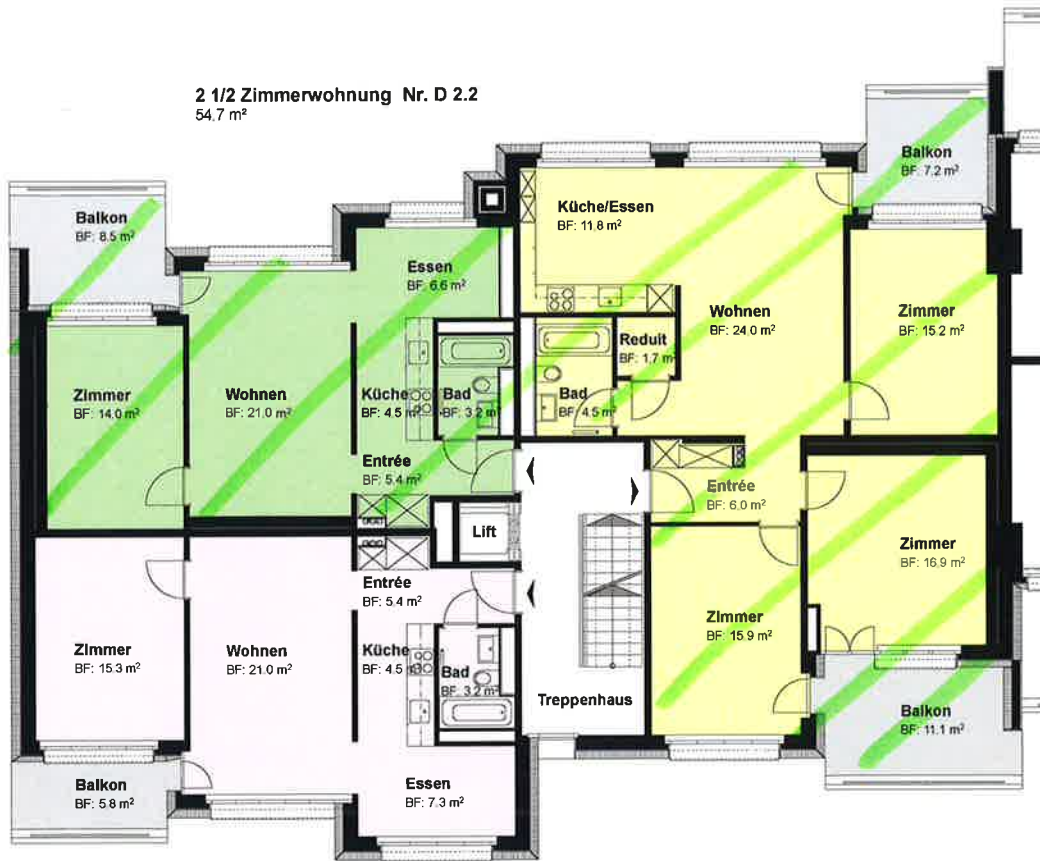 2 1/2 Zimmerwohnung Nr. D 2.2
54.7 m²
Balkon
BF: 8.5 m²
Essen
BF: 6.6 m²
Zimmer
BF: 14.0 m²
Wohnen
BF: 21.0 m²
Küche
BF: 4.5 m²
Bad
BF: 3.2 m²
Entrée
BF: 5.4 m²
Küche/Essen
BF: 11.8 m²
Balkon
BF: 7.2 m²
Wohnen
BF: 24.0 m²
Zimmer
BF: 15.2 m²
Reduit
BF: 1.7 m²
Bad
BF: 4.5 m²
Entrée
BF: 6.0 m²
Zimmer
BF: 16.9 m²
Zimmer
BF: 15.9 m²
Balkon
BF: 11.1 m²
Lift
Treppenhaus
Entrée
BF: 5.4 m²
Zimmer
BF: 15.3 m²
Wohnen
BF: 21.0 m²
Küche
BF: 4.5 m²
Bad
BF: 3.2 m²
Balkon
BF: 5.8 m²
Essen
BF: 7.3 m²